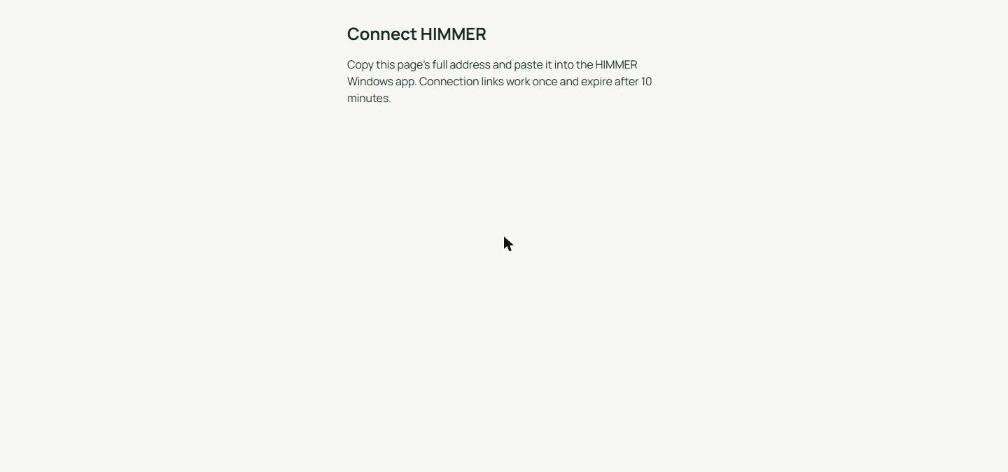 Connect HIMMER
Copy this page's full address and paste it into the HIMMER
Windows app. Connection links work once and expire after 10
minutes.